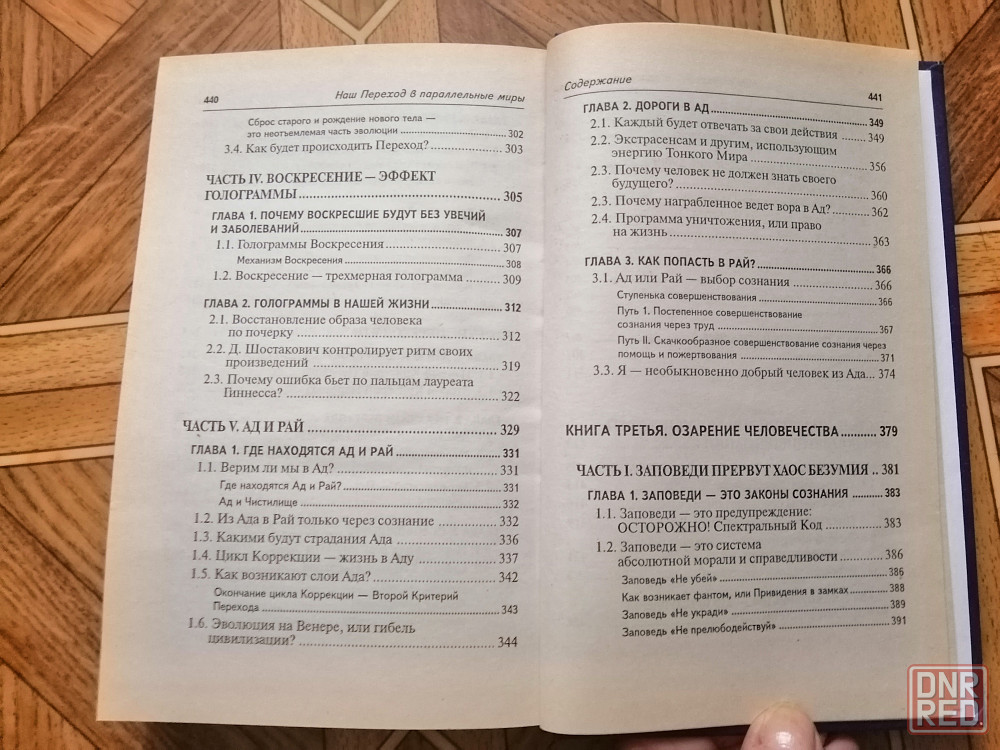 440
Наш Переход в параллельные миры
Сброс старого и рождение нового тела —
это неотъемлемая часть эволюции ........ 302
3.4. Как будет происходить Переход? ........ 303
ЧАСТЬ IV. ВОСКРЕСЕНИЕ — ЭФФЕКТ
ГОЛОГРАММЫ ........ 305
ГЛАВА 1. ПОЧЕМУ ВОСКРЕСШИЕ БУДУТ БЕЗ УВЕЧИЙ
И ЗАБОЛЕВАНИЙ ........ 307
1.1. Голограммы Воскресения ........ 307
Механизм Воскресения ........ 308
1.2. Воскресение — трехмерная голограмма ........ 309
ГЛАВА 2. ГОЛОГРАММЫ В НАШЕЙ ЖИЗНИ ........ 312
2.1. Восстановление образа человека
по почерку ........ 312
2.2. Д. Шостакович контролирует ритм своих
произведений ........ 319
2.3. Почему ошибка бьет по пальцам лауреата
Гиннесса? ........ 322
ЧАСТЬ V. АД И РАЙ ........ 329
ГЛАВА 1. ГДЕ НАХОДЯТСЯ АД И РАЙ ........ 331
1.1. Верим ли мы в Ад? ........ 331
Где находятся Ад и Рай? ........ 331
Ад и Чистилище ........ 332
1.2. Из Ада в Рай только через сознание ........ 332
1.3. Какими будут страдания Ада ........ 336
1.4. Цикл Коррекции — жизнь в Аду ........ 337
1.5. Как возникают слои Ада? ........ 342
Окончание цикла Коррекции — Второй Критерий
Перехода ........ 343
1.6. Эволюция на Венере, или гибель
цивилизации? ........ 344
Содержание
441
ГЛАВА 2. ДОРОГИ В АД ........ 349
2.1. Каждый будет отвечать за свои действия ........ 349
2.2. Экстрасенсам и другим, использующим
энергию Тонкого Мира ........ 356
2.3. Почему человек не должен знать своего
будущего? ........ 360
2.3. Почему награбленное ведет вора в Ад? ........ 362
2.4. Программа уничтожения, или право
на жизнь ........ 363
ГЛАВА 3. КАК ПОПАСТЬ В РАЙ? ........ 366
3.1. Ад или Рай — выбор сознания ........ 366
Ступенька совершенствования ........ 366
Путь 1. Постепенное совершенствование
сознания через труд ........ 367
Путь II. Скачкообразное совершенствование сознания через
помощь и пожертвования ........ 371
3.3. Я — необыкновенно добрый человек из Ада... 374
КНИГА ТРЕТЬЯ. ОЗАРЕНИЕ ЧЕЛОВЕЧЕСТВА ........ 379
ЧАСТЬ I. ЗАПОВЕДИ ПРЕРВУТ ХАОС БЕЗУМИЯ .. 381
ГЛАВА 1. ЗАПОВЕДИ — ЭТО ЗАКОНЫ СОЗНАНИЯ ........ 383
1.1. Заповеди — это предупреждение:
ОСТОРОЖНО! Спектральный Код ........ 383
1.2. Заповеди — это система
абсолютной морали и справедливости ........ 386
Заповедь «Не убей» ........ 386
Как возникает фантом, или Привидения в замках ........ 388
Заповедь «Не укради» ........ 389
Заповедь «Не прелюбодействуй» ........ 391
DNR
RED.